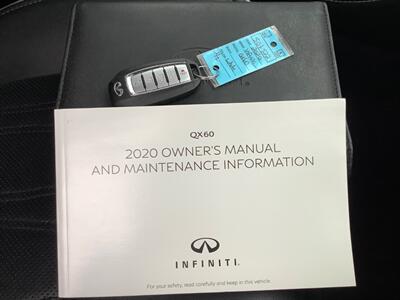 QX60
2020 OWNER'S MANUAL
AND MAINTENANCE INFORMATION
INFINITI.
For your safety, read carefully and keep in this vehicle.